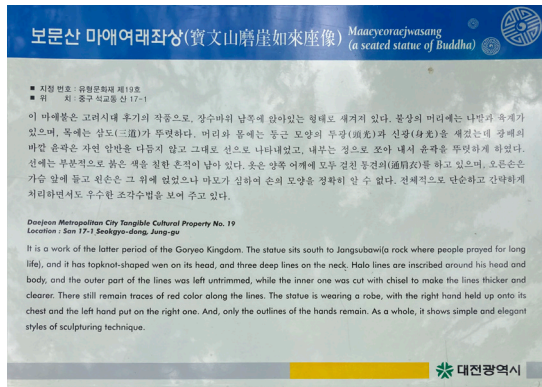 보문산 마애여래좌상(寶文山磨崖如來座像)
Maaeyeoraejwasang
(a seated statue of Buddha)
■ 지정 번호 : 유형문화재 제19호
■ 위 치 : 중구 석교동 산 17-1
이 마애불은 고려시대 후기의 작품으로, 장수바위 남쪽에 앉아있는 형태로 새겨져 있다. 불상의 머리에는 나발과 육계가
있으며, 목에는 삼도(三道)가 뚜렷하다. 머리와 몸에는 둥근 모양의 두광(頭光)과 신광(身光)을 새겼는데 광배의
바깥 윤곽은 자연 암반을 다듬지 않고 그대로 선으로 나타내었고, 내부는 정으로 쪼아 내서 윤곽을 뚜렷하게 하였다.
선에는 부분적으로 붉은 색을 칠한 흔적이 남아 있다. 옷은 양쪽 어깨에 모두 걸친 통견의(通肩衣)를 하고 있으며, 오른손은
가슴 앞에 들고 왼손은 그 위에 얹었으나 마모가 심하여 손의 모양을 정확히 알 수 없다. 전체적으로 단순하고 간략하게
처리하면서도 우수한 조각수법을 보여 주고 있다.
Daejeon Metropolitan City Tangible Cultural Property No. 19
Location : San 17-1 Seokgyo-dong, Jung-gu
It is a work of the latter period of the Goryeo Kingdom. The statue sits south to Jangsubawi(a rock where people prayed for long
life), and it has topknot-shaped wen on its head, and three deep lines on the neck. Halo lines are inscribed around his head and
body, and the outer part of the lines was left untrimmed, while the inner one was cut with chisel to make the lines thicker and
clearer. There still remain traces of red color along the lines. The statue is wearing a robe, with the right hand held up onto its
chest and the left hand put on the right one. And, only the outlines of the hands remain. As a whole, it shows simple and elegant
styles of sculpturing technique.
대전광역시